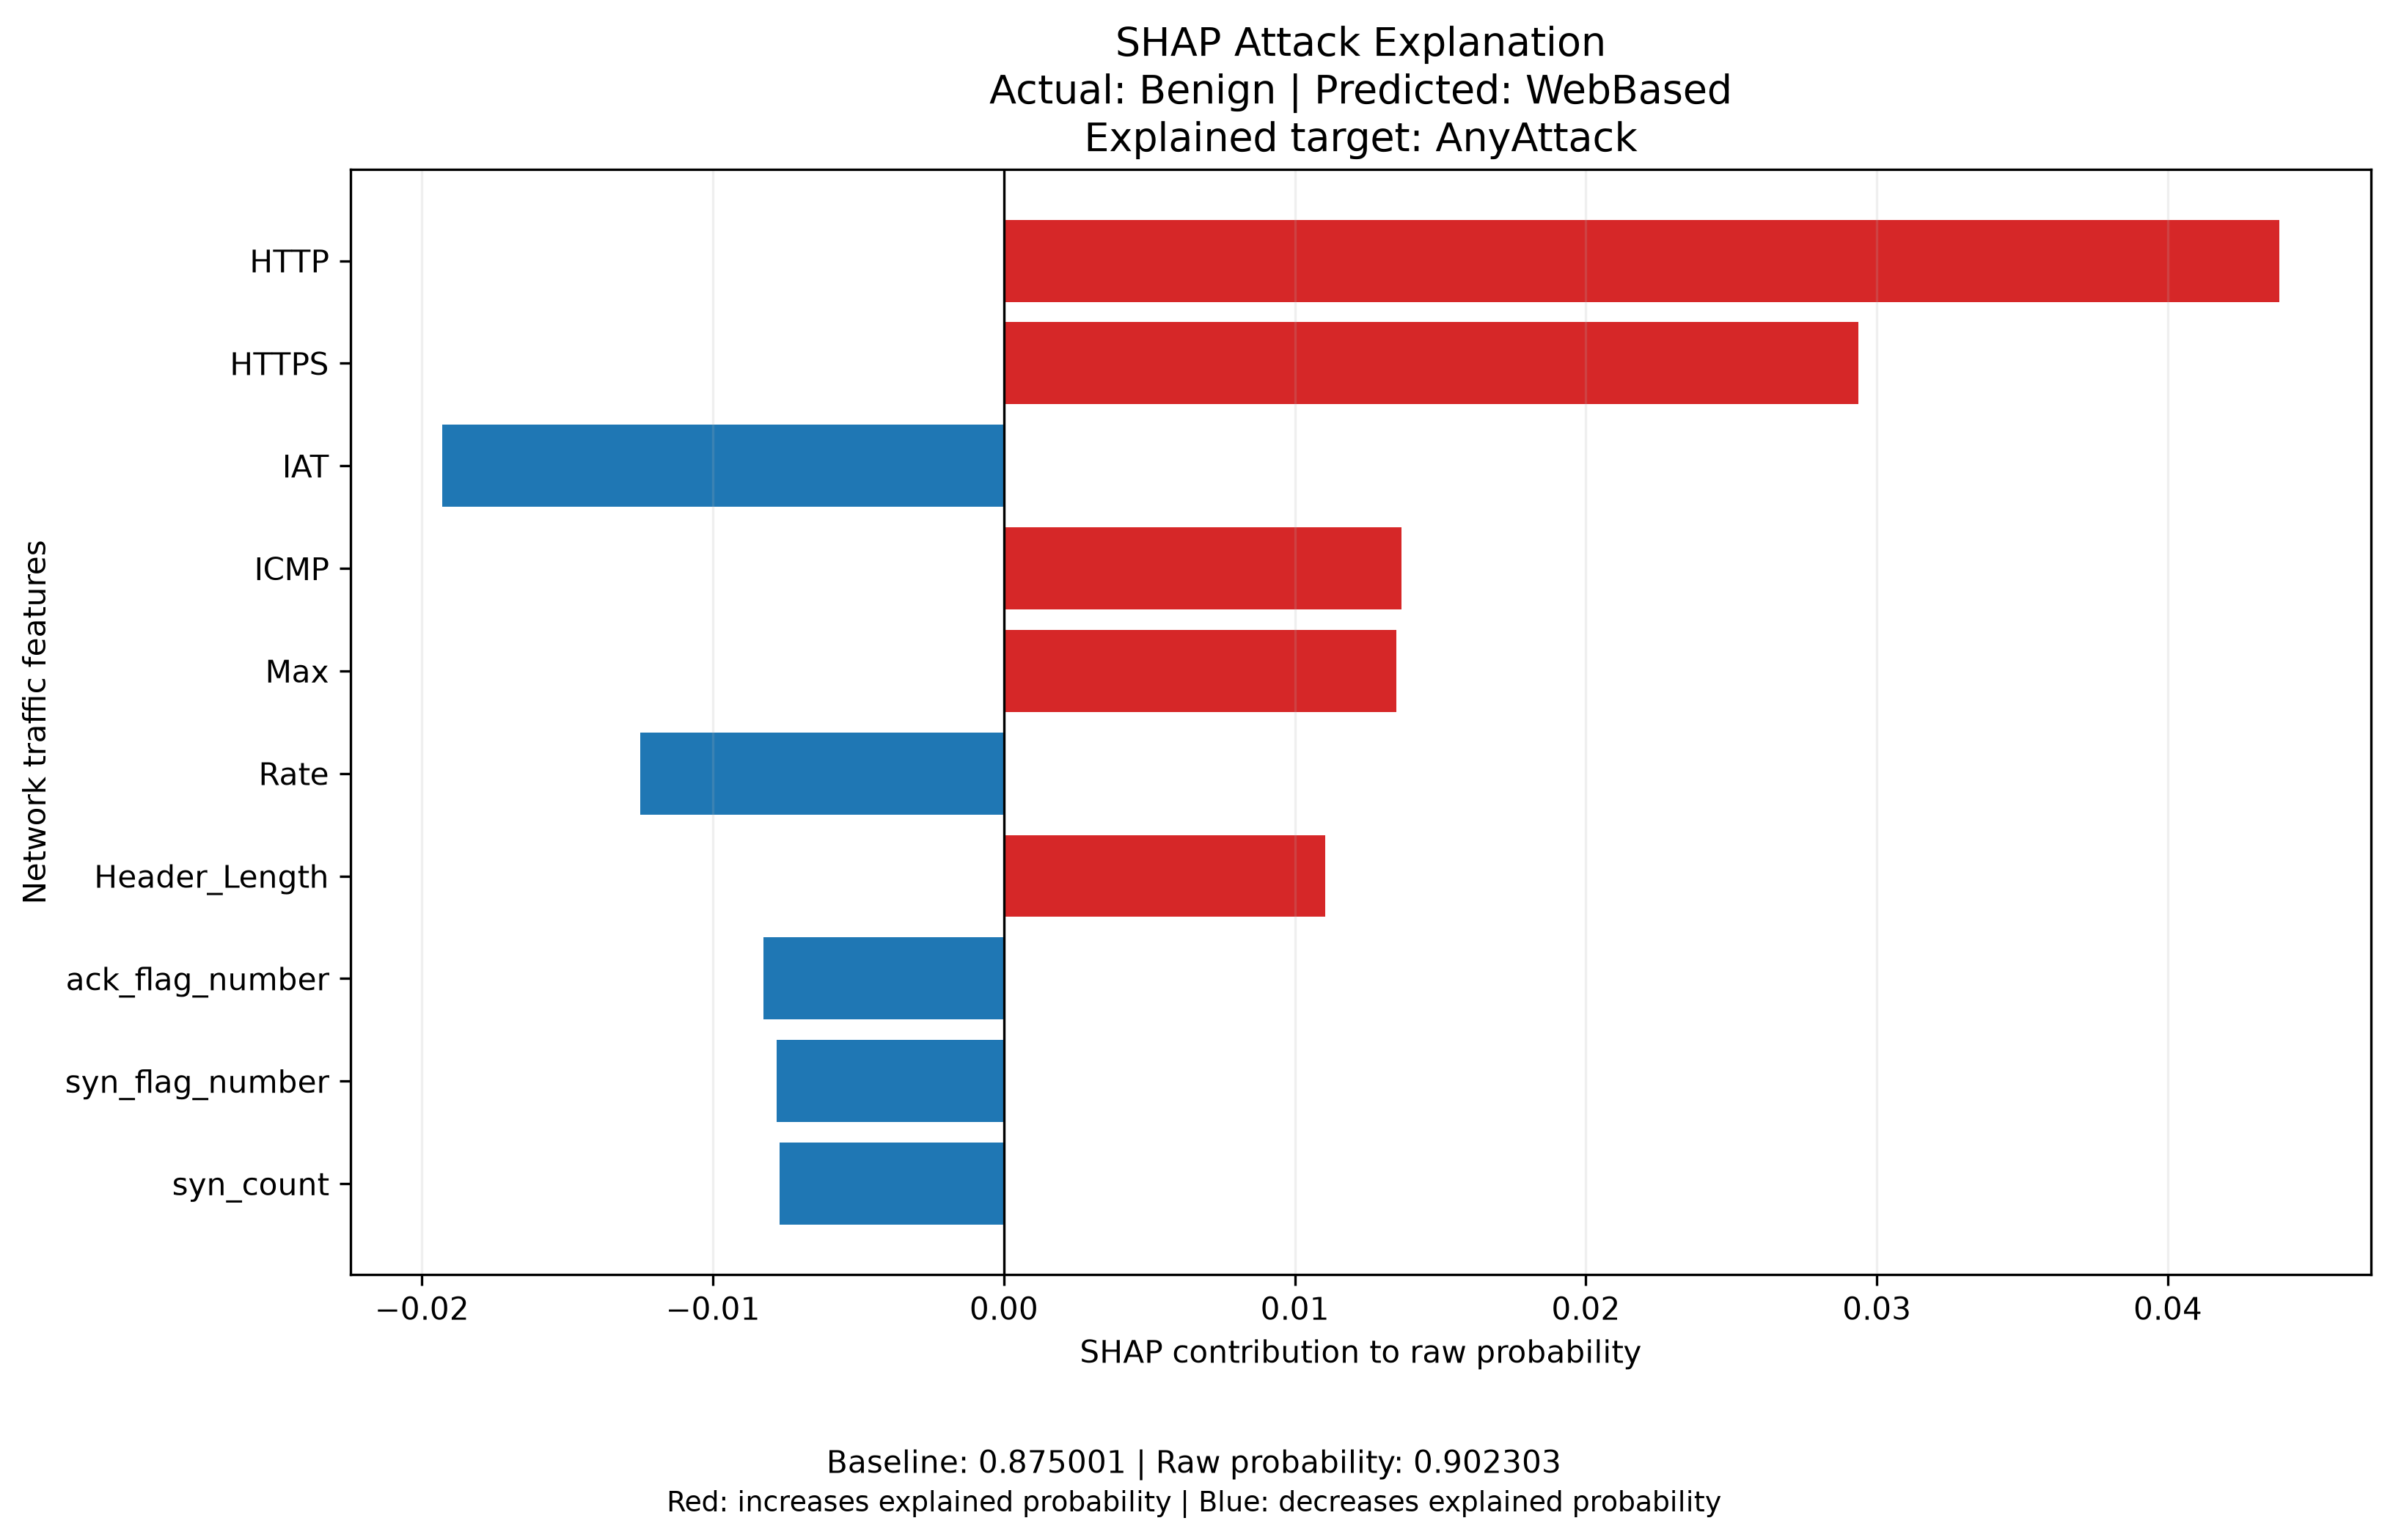 SHAP Attack Explanation
Actual: Benign | Predicted: WebBased
Explained target: AnyAttack
Network traffic features
HTTP
HTTPS
IAT
ICMP
Max
Rate
Header_Length
ack_flag_number
syn_flag_number
syn_count
−0.02 −0.01 0.00 0.01 0.02 0.03 0.04
SHAP contribution to raw probability
Baseline: 0.875001 | Raw probability: 0.902303
Red: increases explained probability | Blue: decreases explained probability